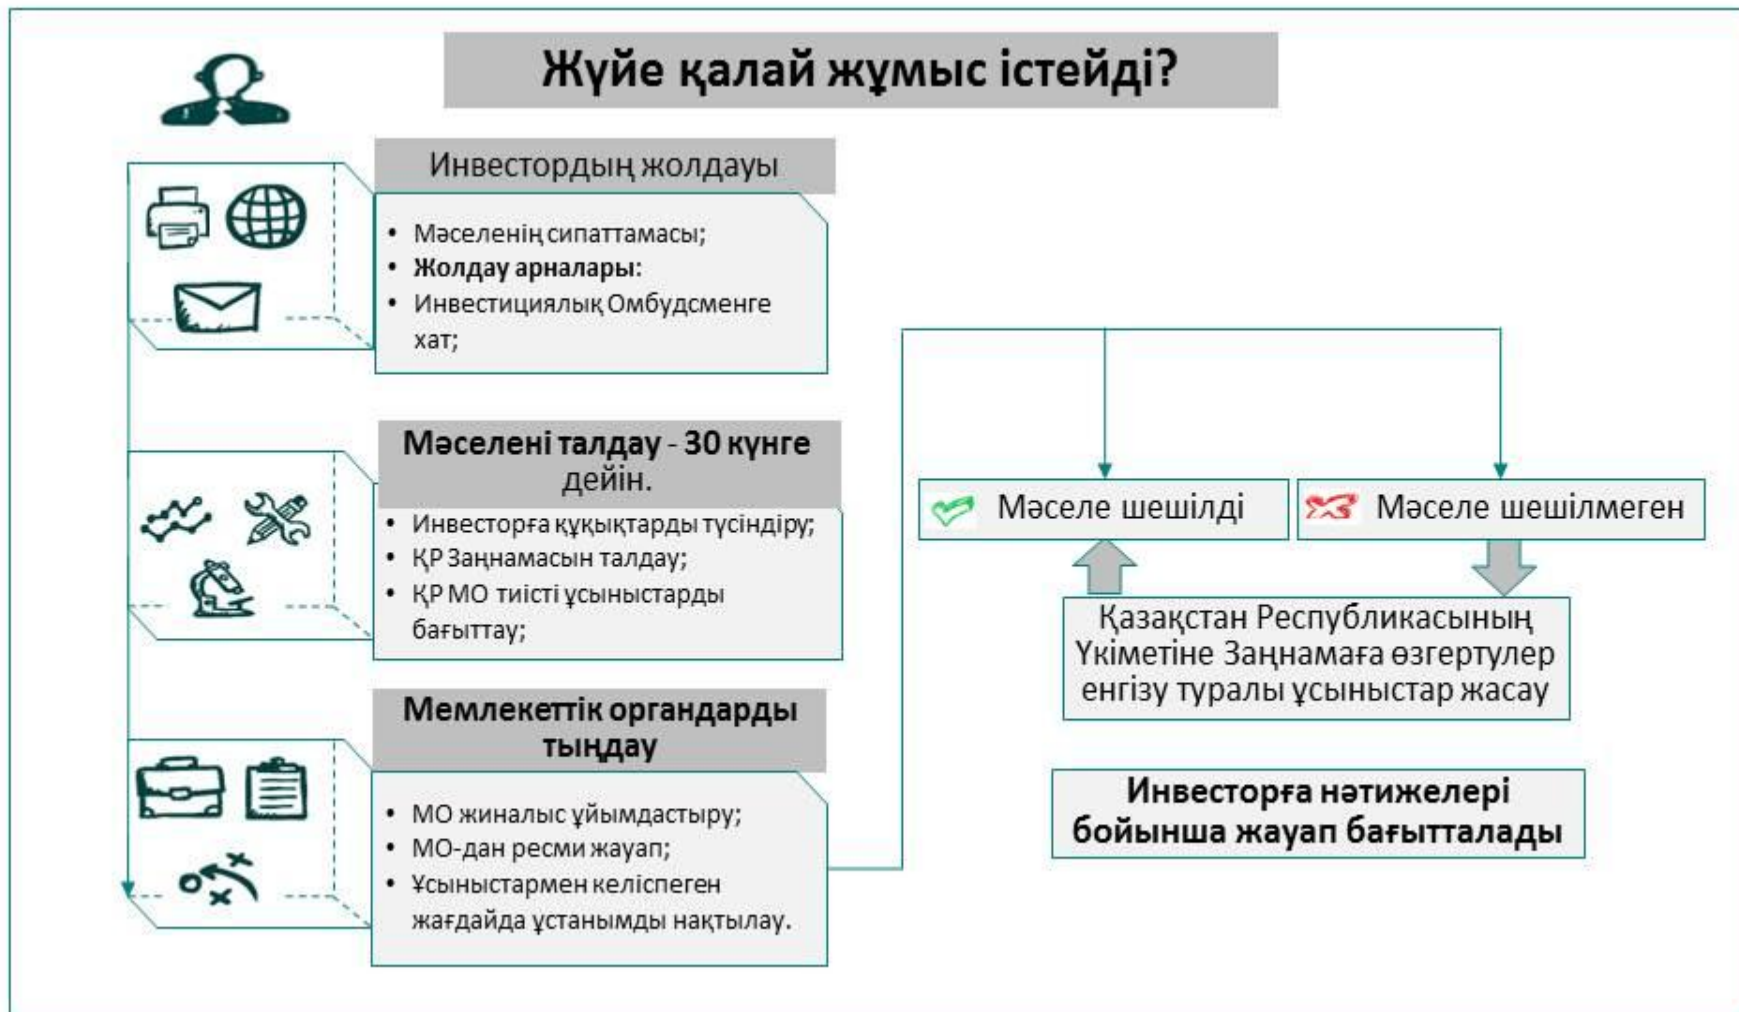 Жүйе қалай жұмыс істейді?
Инвестордың жолдауы
• Мәселенің сипаттамасы;
• Жолдау арналары:
• Инвестициялық Омбудсменге
хат;
Мәселені талдау - 30 күнге
дейін.
• Инвесторға құқықтарды түсіндіру;
• ҚР Заңнамасын талдау;
• ҚР МО тиісті ұсыныстарды
бағыттау;
Мемлекеттік органдарды
тыңдау
• МО жиналыс ұйымдастыру;
• МО-дан ресми жауап;
• Ұсыныстармен келіспеген
жағдайда ұстанымды нақтылау.
Мәселе шешілді
Мәселе шешілмеген
Қазақстан Республикасының
Үкіметіне Заңнамаға өзгертулер
енгізу туралы ұсыныстар жасау
Инвесторға нәтижелері
бойынша жауап бағытталады